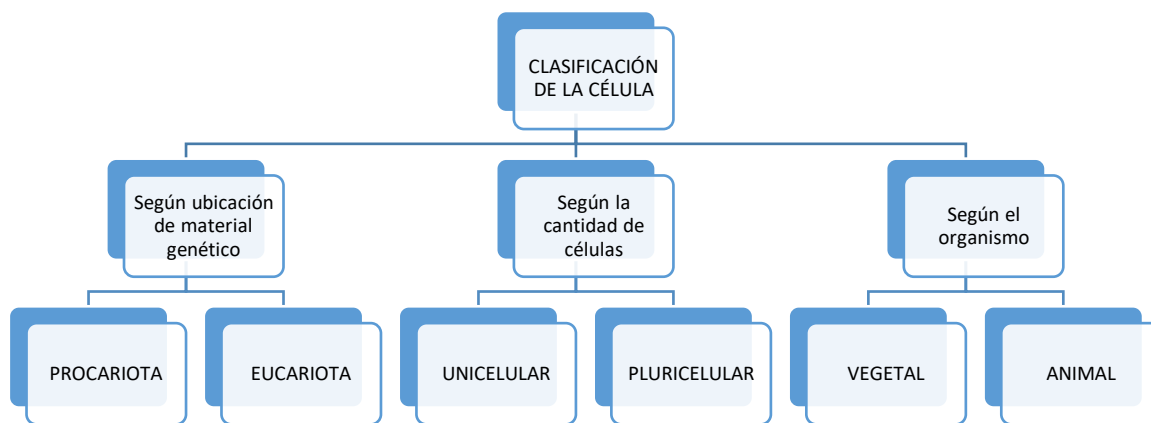 CLASIFICACIÓN
DE LA CÉLULA
Según ubicación
de material
genético
Según la
cantidad de
células
Según el
organismo
PROCARIOTA
EUCARIOTA
UNICELULAR
PLURICELULAR
VEGETAL
ANIMAL